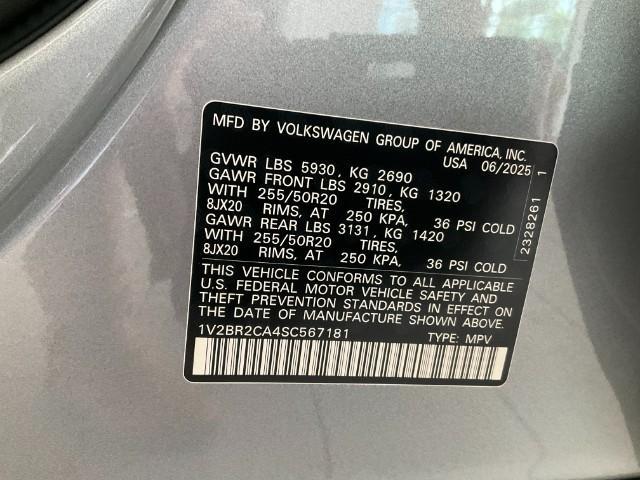 MFD BY VOLKSWAGEN GROUP OF AMERICA, INC.
USA 06/2025
GVWR LBS 5930, KG 2690
GAWR FRONT LBS 2910, KG 1320
WITH 255/50R20 TIRES,
8JX20 RIMS, AT 250 KPA, 36 PSI COLD
GAWR REAR LBS 3131, KG 1420
WITH 255/50R20 TIRES,
8JX20 RIMS, AT 250 KPA, 36 PSI COLD
2328261 1
THIS VEHICLE CONFORMS TO ALL APPLICABLE
U.S. FEDERAL MOTOR VEHICLE SAFETY AND
THEFT PREVENTION STANDARDS IN EFFECT ON
THE DATE OF MANUFACTURE SHOWN ABOVE.
1V2BR2CA4SC567181 TYPE: MPV